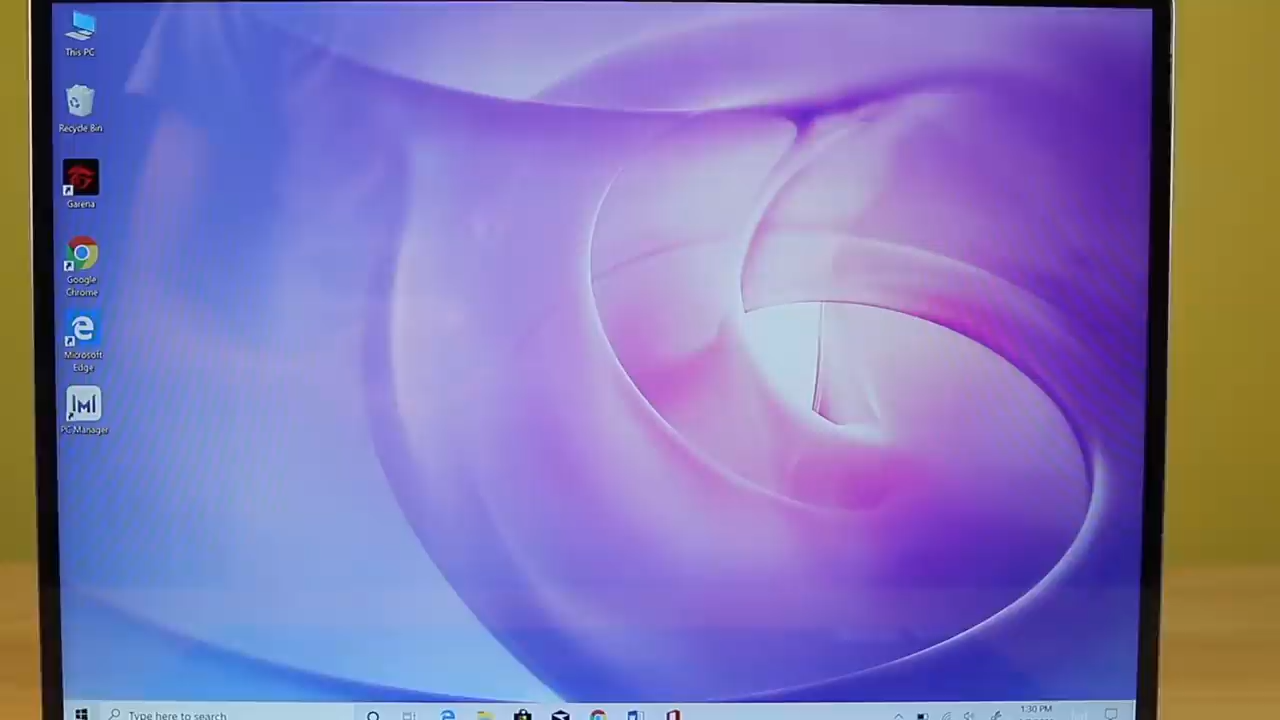 This PC
Recycle Bin
Garena
Google
Chrome
Microsoft
Edge
PC Manager
Type here to search
1:30 PM